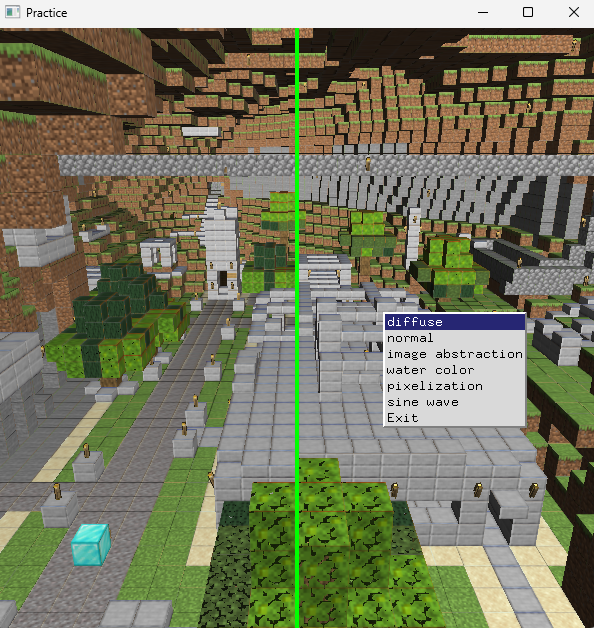 Practice
diffuse
normal
image abstraction
water color
pixelization
sine wave
Exit